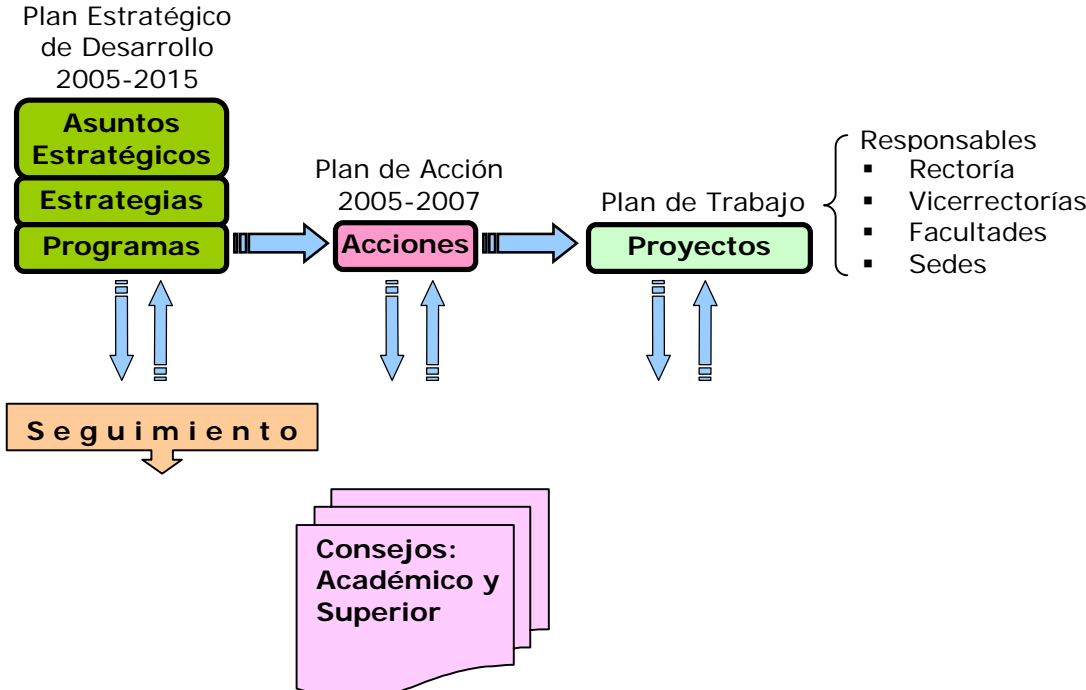 Plan Estratégico
de Desarrollo
2005-2015
Asuntos
Estratégicos
Estrategias
Programas
Plan de Acción
2005-2007
Acciones
Plan de Trabajo
Proyectos
Responsables
▪ Rectoría
▪ Vicerrectorías
▪ Facultades
▪ Sedes
Seguimiento
Consejos:
Académico y
Superior